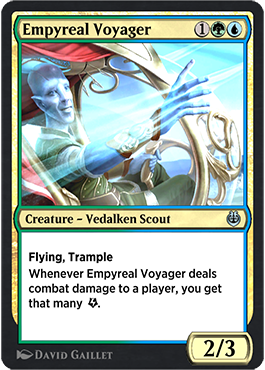 Empyreal Voyager 1
Creature – Vedalken Scout
Flying, Trample
Whenever Empyreal Voyager deals
combat damage to a player, you get
that many .
DAVID GAILLET
2/3